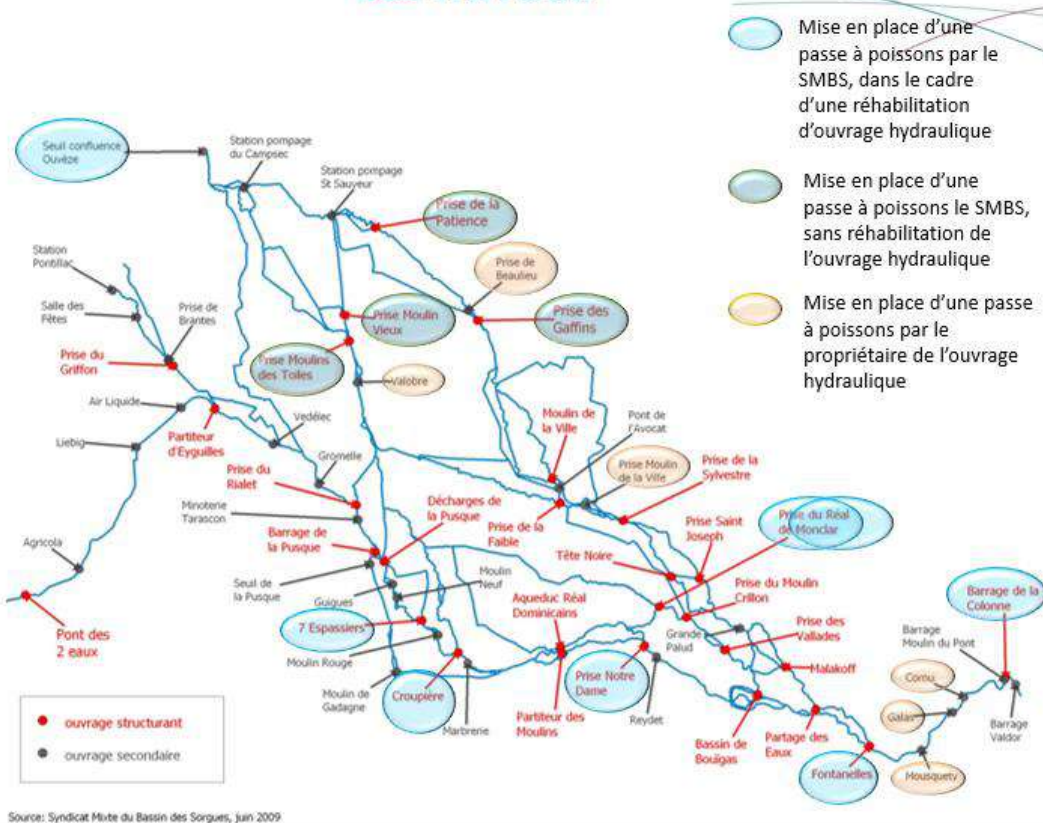 Mise en place d'une
passe à poissons par le
SMBS, dans le cadre
d'une réhabilitation
d'ouvrage hydraulique
Mise en place d'une
passe à poissons le SMBS,
sans réhabilitation de
l'ouvrage hydraulique
Mise en place d'une passe
à poissons par le
propriétaire de l'ouvrage
hydraulique
Seuil confluence
Ouvèze
Station pompage
du Campsec
Station pompage
St Sauveur
Prise de la
Patience
Prise de
Beaulieu
Prise des
Gaffins
Station
Pontillac
Salle des
Fêtes
Prise de
Brantes
Prise du
Griffon
Prise Moulin
Vieux
Prise Moulins
des Toiles
Valobre
Air Liquide
Liebig
Partiteur
d'Eyguilles
Vedélec
Gromelle
Moulin de
la Ville
Pont de
l'Avocat
Prise Moulin
de la Ville
Prise de la
Sylvestre
Prise du
Rialet
Minoterie
Tarascon
Décharges de
la Pusque
Prise de la
Faible
Prise Saint
Joseph
Prise du Réal
de Monclar
Barrage de
la Pusque
Agricola
Seuil de
la Pusque
Guigues
Moulin
Neuf
Tête Noire
Prise du Moulin
Crillon
Aqueduc Réal
Dominicains
Grande
Palud
Prise des
Vallades
Barrage de la
Colonne
Barrage
Moulin du Pont
Pont des
2 eaux
7 Espassiers
Moulin Rouge
Moulin de
Gadagne
Croupière
Marbrerie
Partiteur des
Moulins
Prise Notre
Dame
Reydet
Malakoff
Cornu
Galas
Barrage
Valdor
Bassin de
Bouïgas
Partage des
Eaux
Fontanelles
Mousquety
ouvrage structurant
ouvrage secondaire
Source: Syndicat Mixte du Bassin des Sorgues, juin 2009